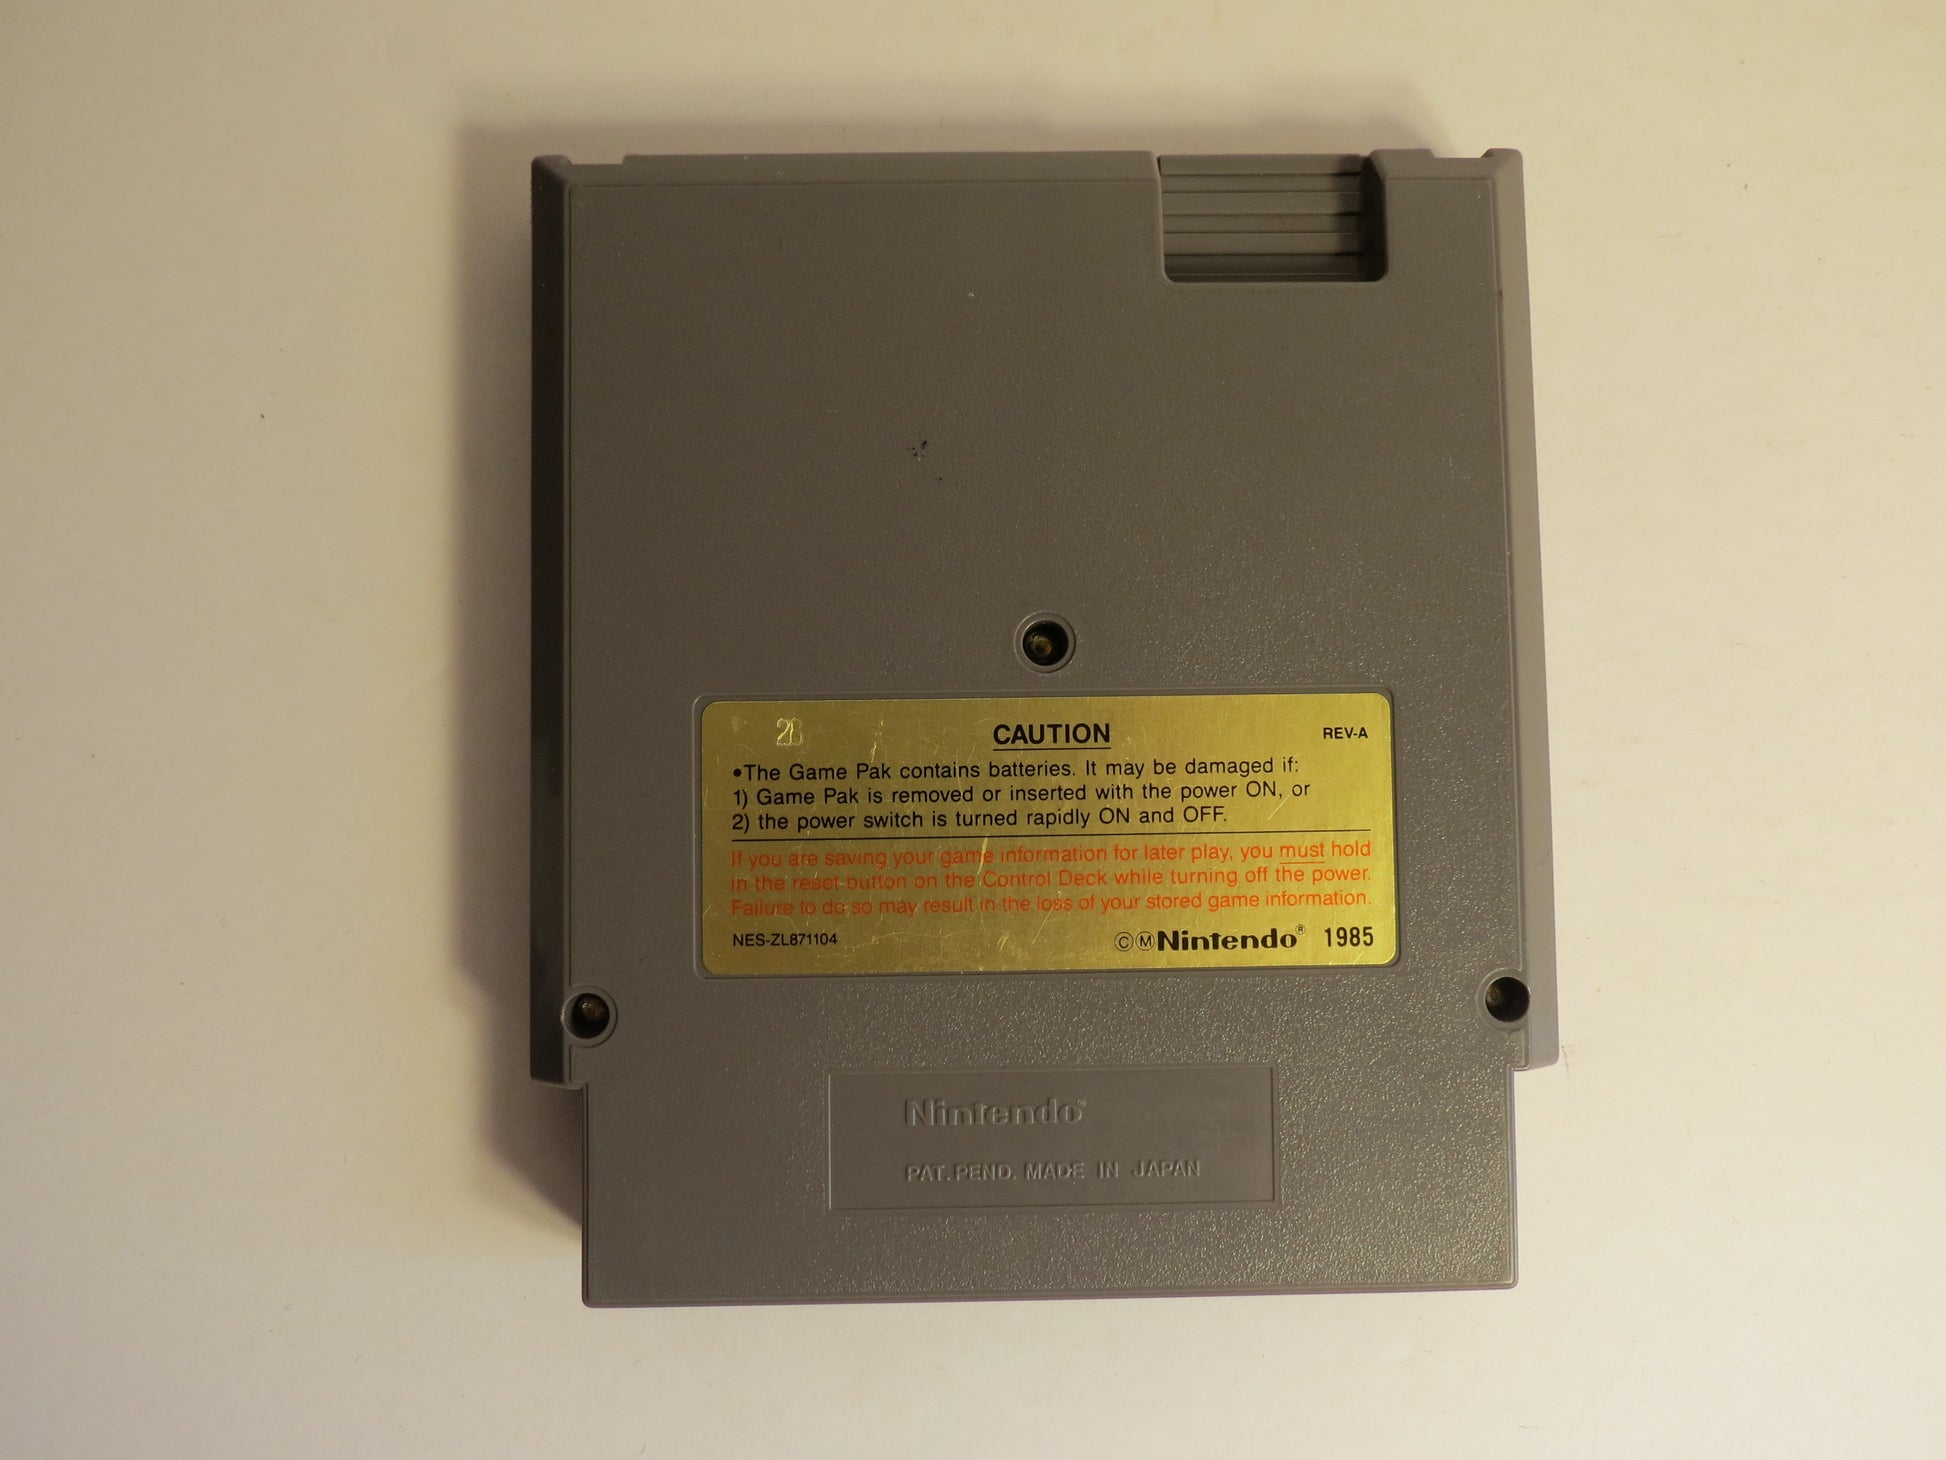 28
CAUTION
REV-A
•The Game Pak contains batteries. It may be damaged if:
1) Game Pak is removed or inserted with the power ON, or
2) the power switch is turned rapidly ON and OFF.
If you are saving your game information for later play, you must hold
in the reset button on the Control Deck while turning off the power.
Failure to do so may result in the loss of your stored game information.
NES-ZL871104
©ⓂNintendo® 1985
Nintendo®
PAT.PEND. MADE IN JAPAN